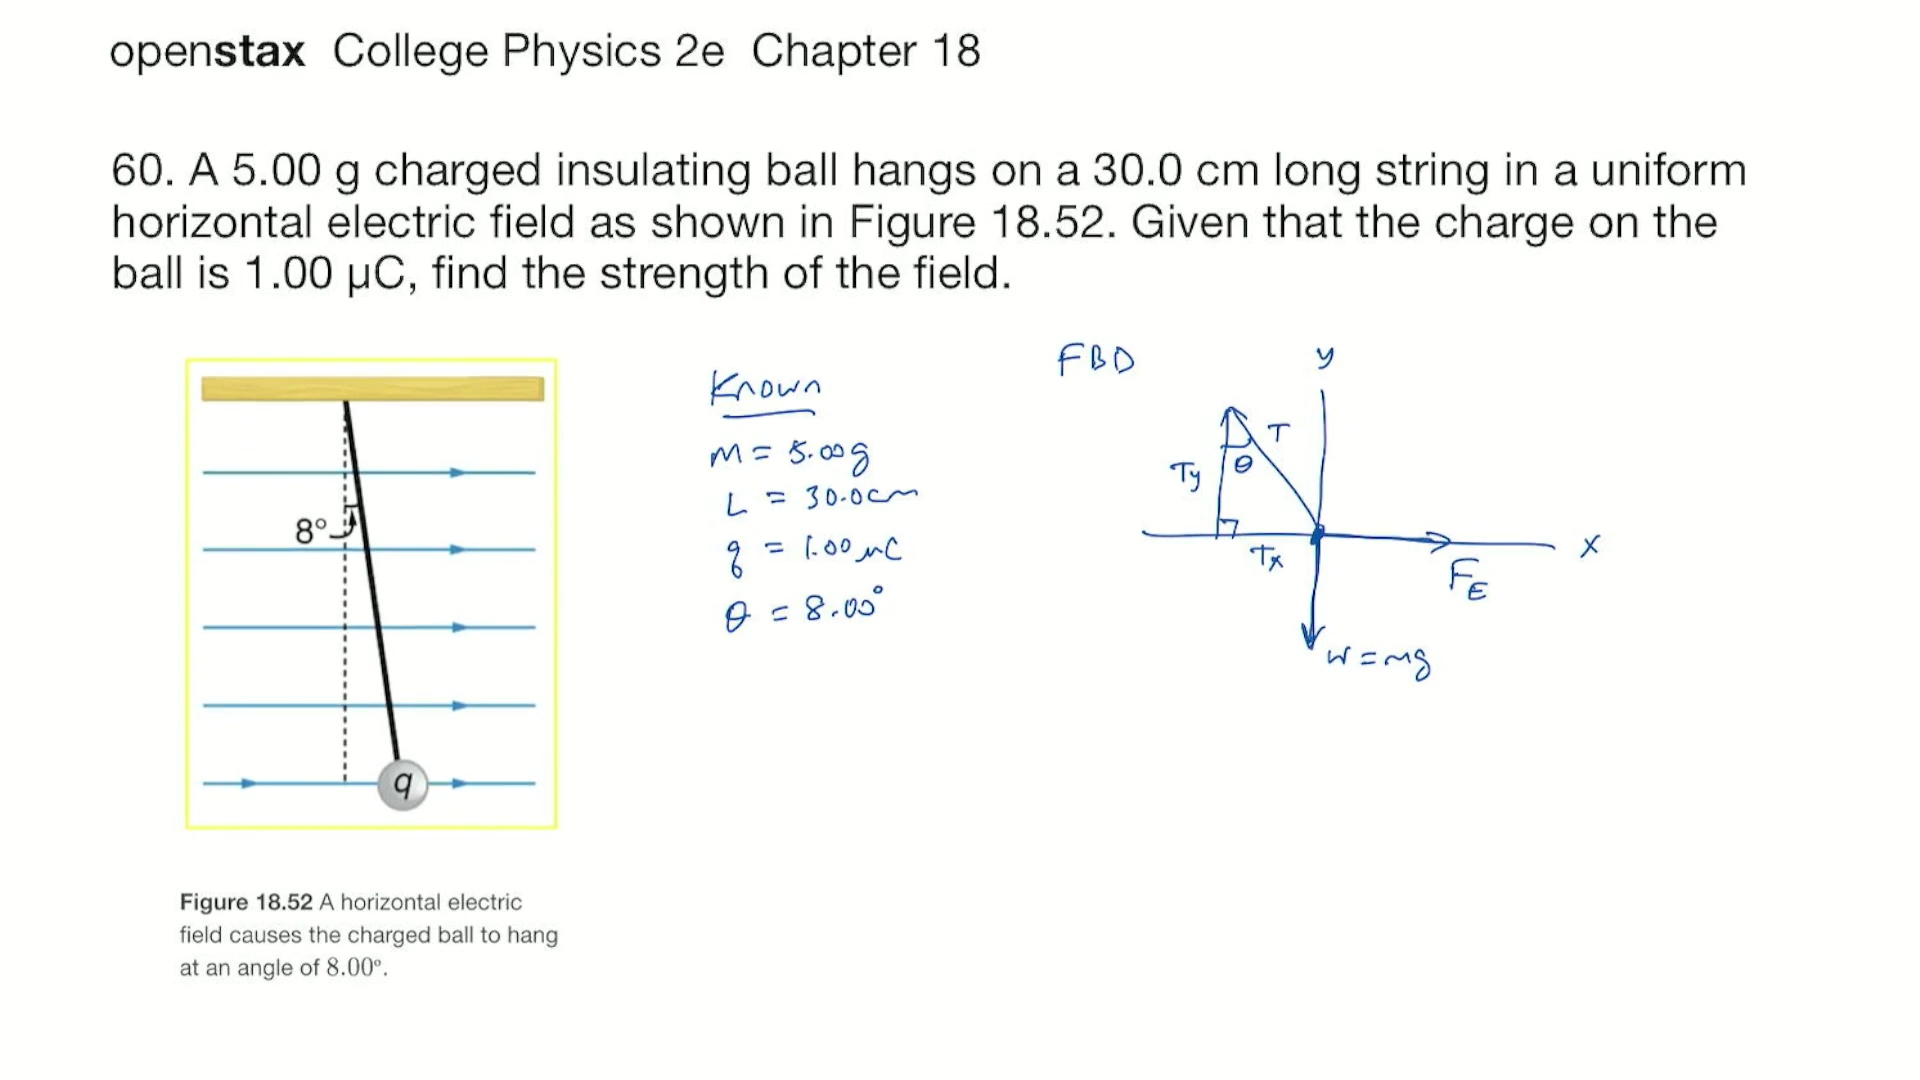 openstax College Physics 2e Chapter 18
60. A 5.00 g charged insulating ball hangs on a 30.0 cm long string in a uniform
horizontal electric field as shown in Figure 18.52. Given that the charge on the
ball is 1.00 µC, find the strength of the field.
8°
q
Figure 18.52 A horizontal electric
field causes the charged ball to hang
at an angle of 8.00°.
Known
m = 5.00g
L = 30.0cm
q = 1.00 µC
θ = 8.00°
FBD
y
T
Ty
θ
Tx
x
FE
W = mg